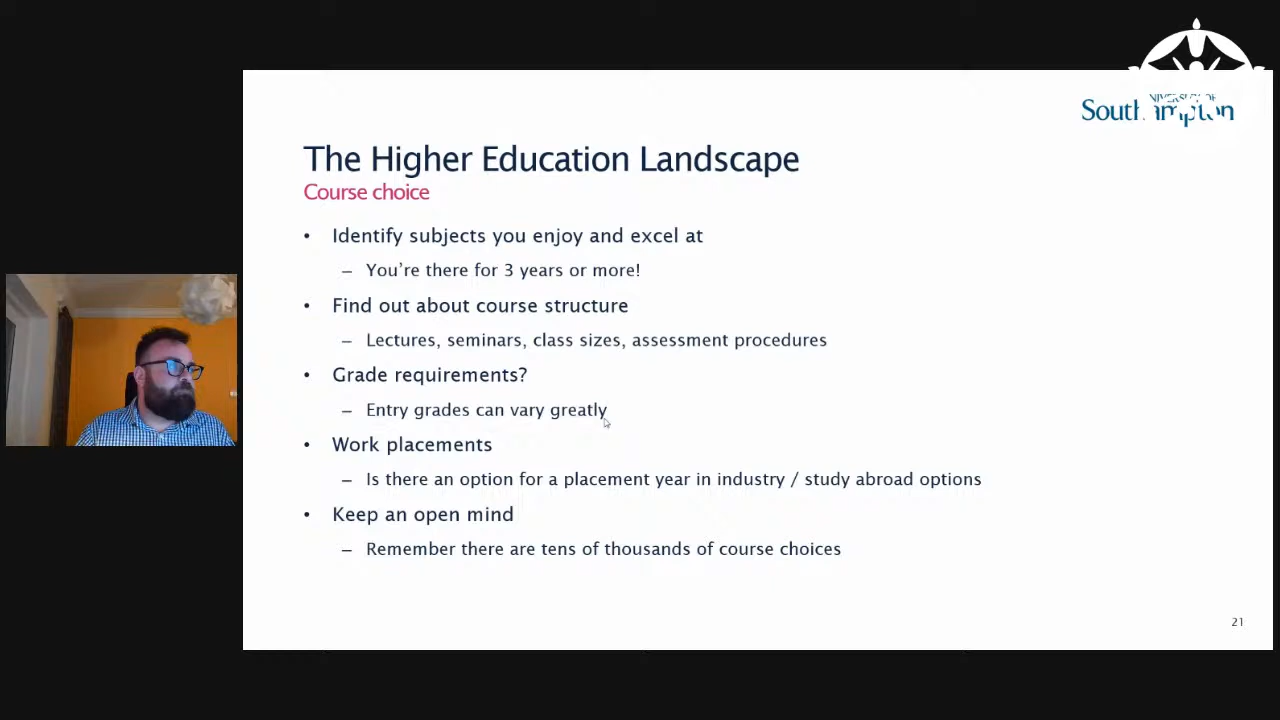 Southampton
The Higher Education Landscape
Course choice
• Identify subjects you enjoy and excel at
– You're there for 3 years or more!
• Find out about course structure
– Lectures, seminars, class sizes, assessment procedures
• Grade requirements?
– Entry grades can vary greatly
• Work placements
– Is there an option for a placement year in industry / study abroad options
• Keep an open mind
– Remember there are tens of thousands of course choices
21